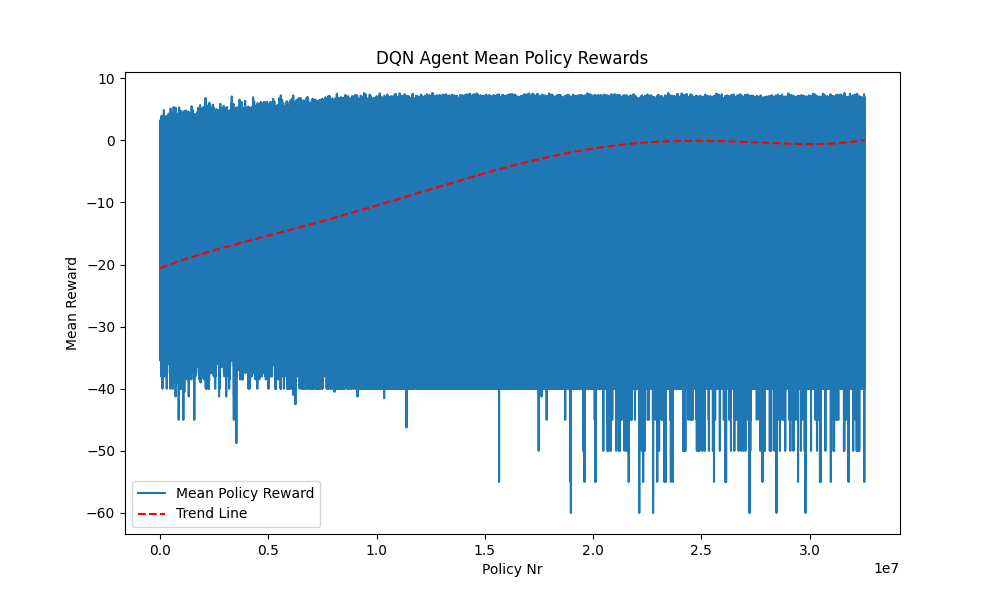 DQN Agent Mean Policy Rewards
Mean Reward
10
0
−10
−20
−30
−40
−50
−60
Mean Policy Reward
Trend Line
0.0 0.5 1.0 1.5 2.0 2.5 3.0
1e7
Policy Nr